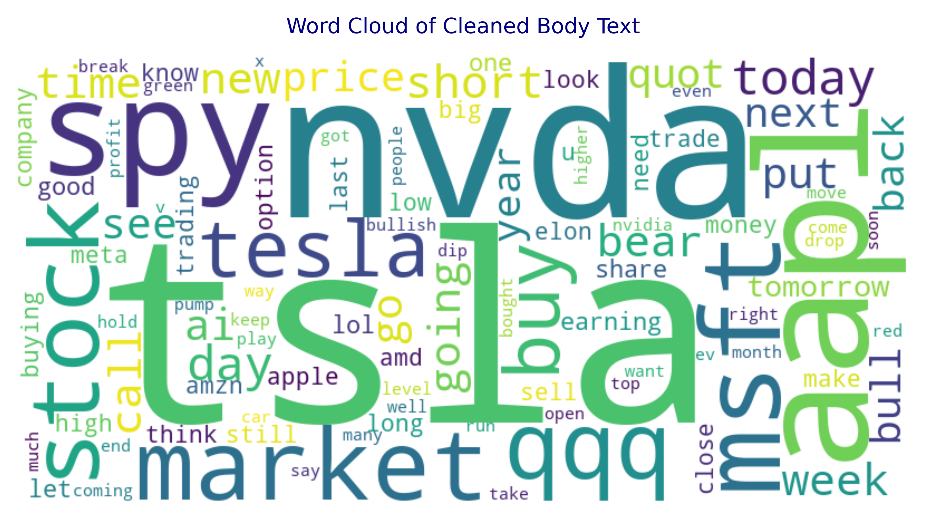 Word Cloud of Cleaned Body Text
break
x
one
time
know
new
price
short
look
quot
today
green
even
company
spy
nvda
big
next
aapl
profit
got
people
u
higher
need
trade
back
good
option
last
low
year
put
move
see
v
trading
bullish
elon
nvidia
money
come
drop
soon
stock
meta
tesla
dip
bear
share
tomorrow
buying
hold
pump
way
go
going
bought
buy
msft
right
red
call
ai
keep
play
lol
tsla
earning
ev
month
day
amzn
apple
amd
level
sell
want
top
make
bull
high
car
well
open
much
end
think
still
many
long
run
close
let
coming
market
say
take
qqq
week